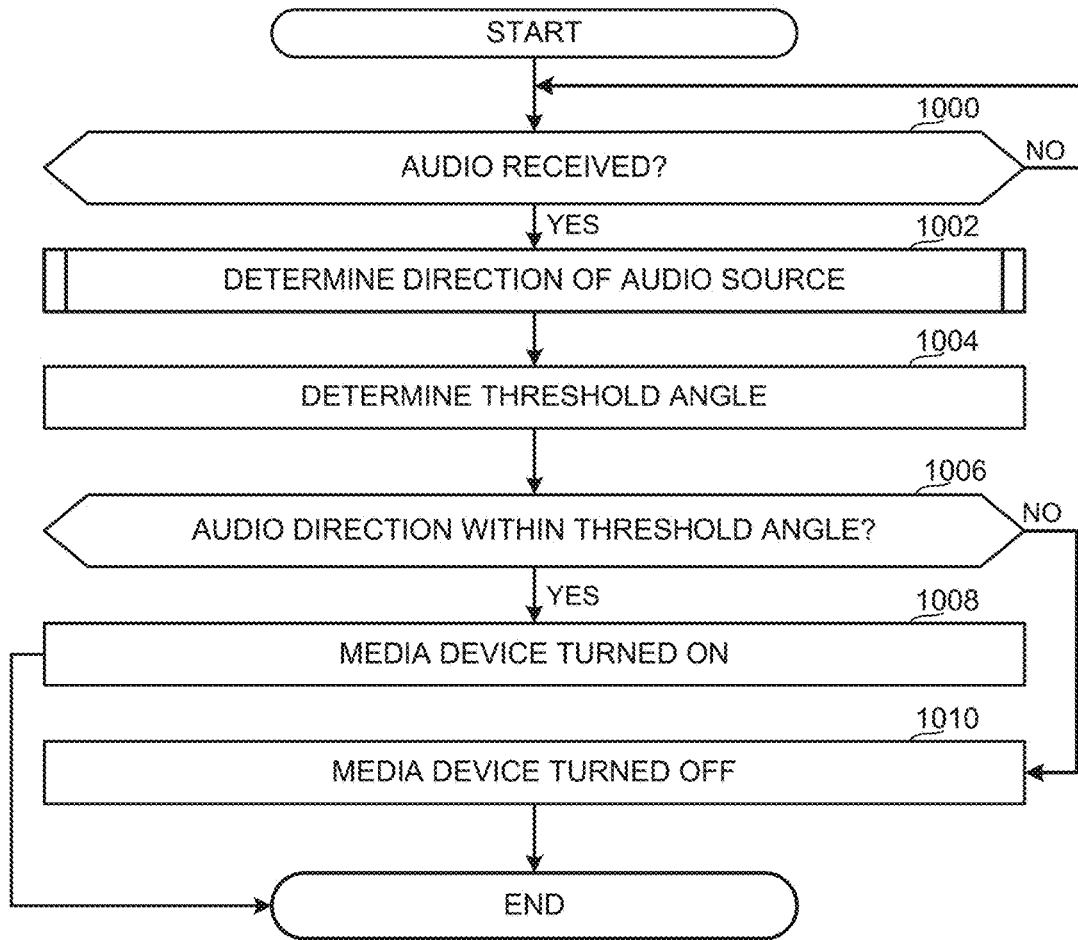 START
1000
AUDIO RECEIVED?
NO
YES
1002
DETERMINE DIRECTION OF AUDIO SOURCE
1004
DETERMINE THRESHOLD ANGLE
1006
AUDIO DIRECTION WITHIN THRESHOLD ANGLE?
NO
YES
1008
MEDIA DEVICE TURNED ON
1010
MEDIA DEVICE TURNED OFF
END